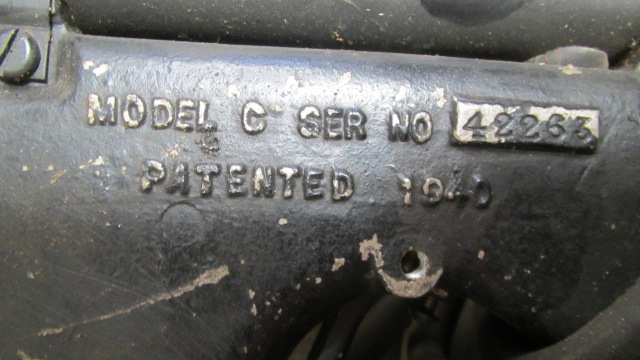 MODEL C SER NO 42263
PATENTED 1940